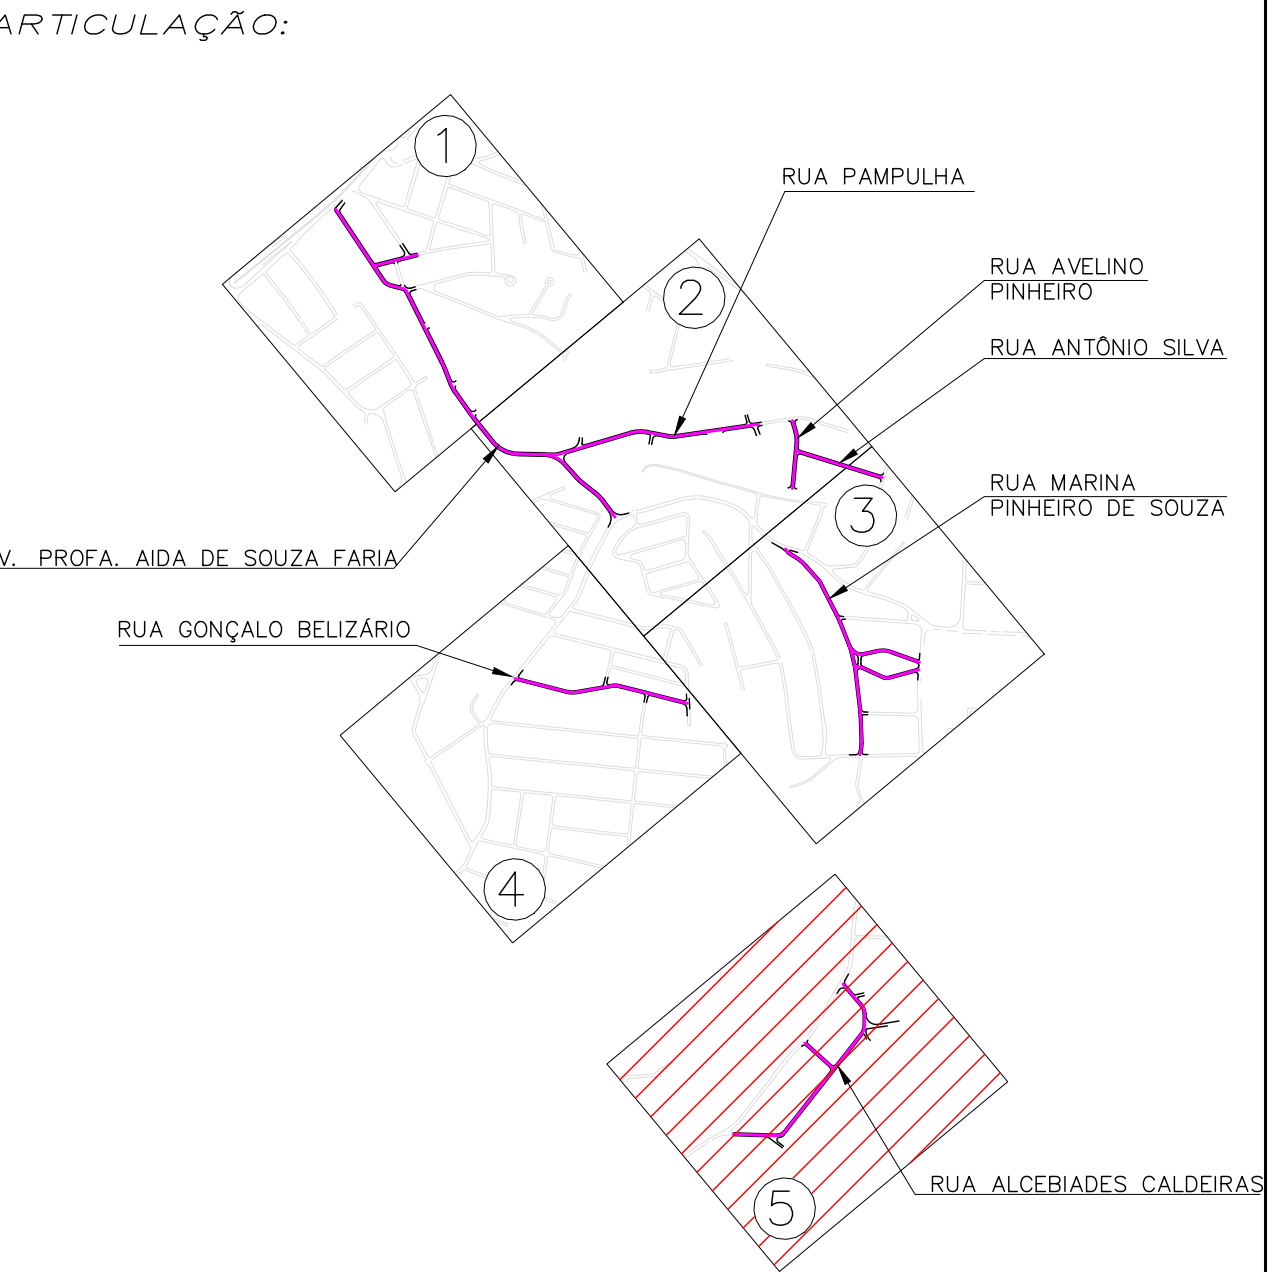 ARTICULAÇÃO:
1
RUA PAMPULHA
2
RUA AVELINO
PINHEIRO
RUA ANTÔNIO SILVA
3
RUA MARINA
PINHEIRO DE SOUZA
V. PROFA. AIDA DE SOUZA FARIA
RUA GONÇALO BELIZÁRIO
4
RUA ALCEBIADES CALDEIRAS
5